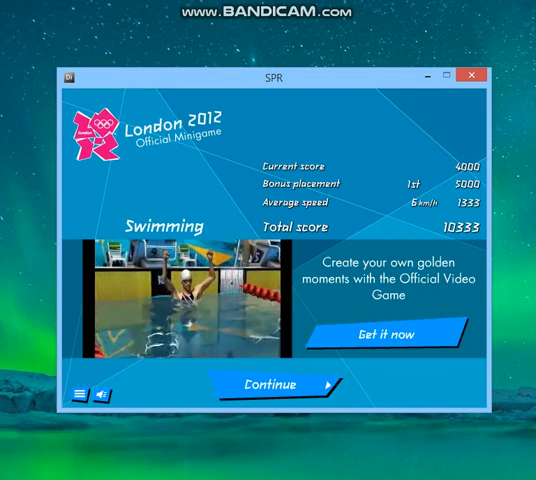 www.BANDICAM.com
Di
SPR
London 2012
Official Minigame
london
Current score 4000
Bonus placement 1st 5000
Average speed 6 km/h 1333
Swimming
Total score 10333
Create your own golden
moments with the Official Video
Game
Get it now
Continue